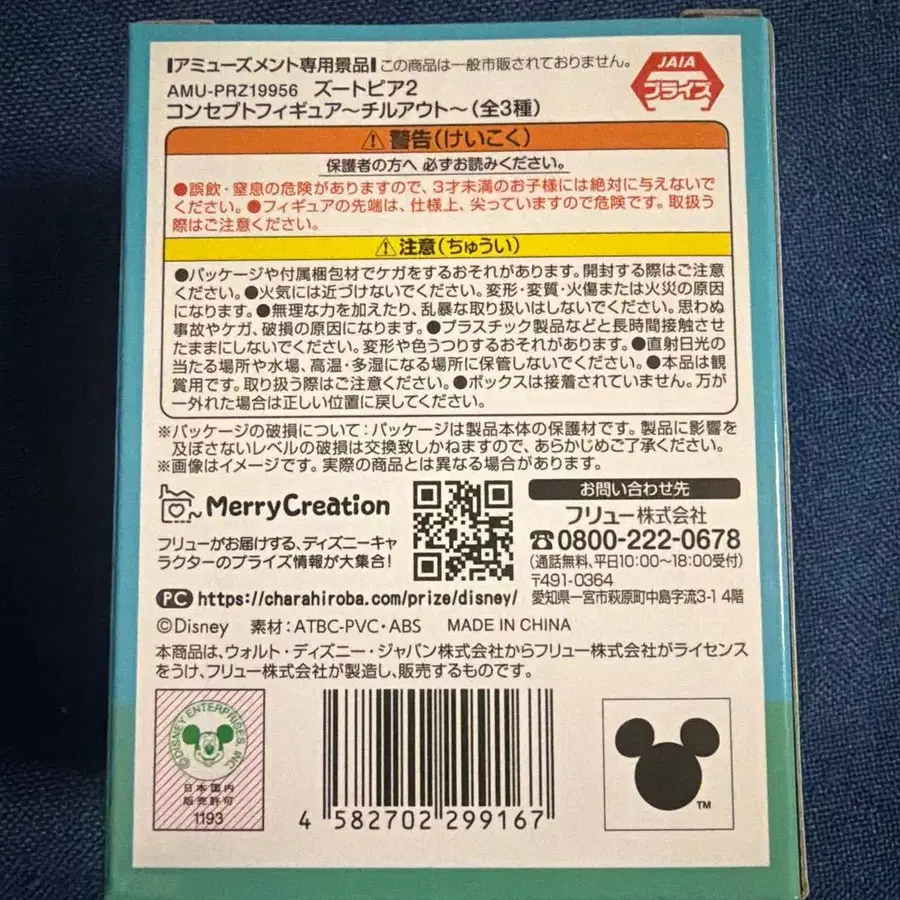 アミューズメント専用景品 この商品は一般市販されておりません。
JAIA
プライズ
AMU-PRZ19956 ズートピア2
コンセプトフィギュア～チルアウト～(全3種)
⚠警告(けいこく)
保護者の方へ 必ずお読みください。
●誤飲・窒息の危険がありますので、3才未満のお子様には絶対に与えないで
ください。●フィギュアの先端は、仕様上、尖っていますので危険です。取扱う
際はご注意ください。
⚠注意(ちゅうい)
●パッケージや付属梱包材でケガをするおそれがあります。開封する際はご注意
ください。●火気には近づけないでください。変形・変質・火傷または火災の原因
になります。●無理な力を加えたり、乱暴な取り扱いはしないでください。思わぬ
事故やケガ、破損の原因になります。●プラスチック製品などと長時間接触させ
たままにしないでください。変形や色うつりするおそれがあります。●直射日光の
当たる場所や水場、高温・多湿になる場所に保管しないでください。●本品は観
賞用です。取り扱う際はご注意ください。●ボックスは接着されていません。万が
一外れた場合は正しい位置に戻してください。
※パッケージの破損について：パッケージは製品本体の保護材です。製品に影響を
及ぼさないレベルの破損は交換致しかねますので、あらかじめご了承ください。
※画像はイメージです。実際の商品とは異なる場合があります。
MerryCreation
フリューがお届けする、ディズニーキャ
ラクターのプライズ情報が大集合!
お問い合わせ先
フリュー株式会社
☎0800-222-0678
(通話無料、平日10:00～18:00受付)
〒491-0364
愛知県一宮市萩原町中島字流3-1 4階
PC https://charahiroba.com/prize/disney/
©Disney 素材：ATBC-PVC・ABS MADE IN CHINA
本商品は、ウォルト・ディズニー・ジャパン株式会社からフリュー株式会社がライセンス
をうけ、フリュー株式会社が製造し、販売するものです。
©DISNEY ENTERPRISES, INC.
日本国内
販売許可
1193
4 582702 299167
TM